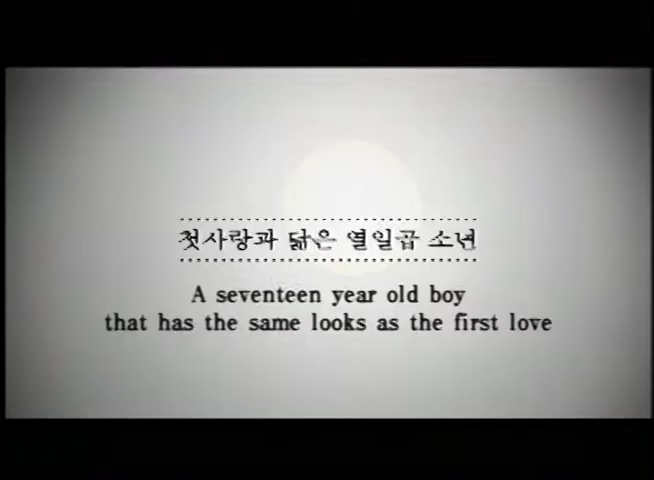 첫사랑과 닮은 열일곱 소년
A seventeen year old boy
that has the same looks as the first love